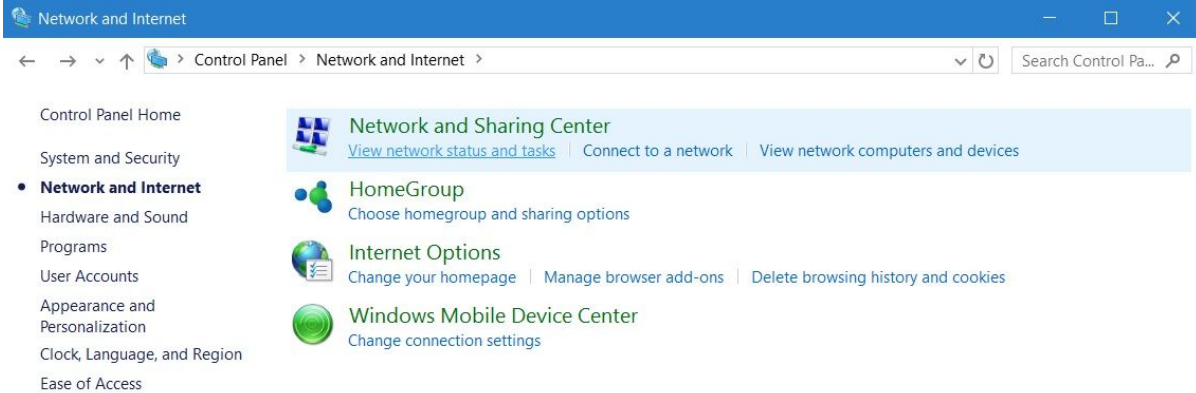 Network and Internet
Control Panel > Network and Internet >
Search Control Pa...
Control Panel Home
System and Security
Network and Internet
Hardware and Sound
Programs
User Accounts
Appearance and
Personalization
Clock, Language, and Region
Ease of Access
Network and Sharing Center
View network status and tasks | Connect to a network | View network computers and devices
HomeGroup
Choose homegroup and sharing options
Internet Options
Change your homepage | Manage browser add-ons | Delete browsing history and cookies
Windows Mobile Device Center
Change connection settings